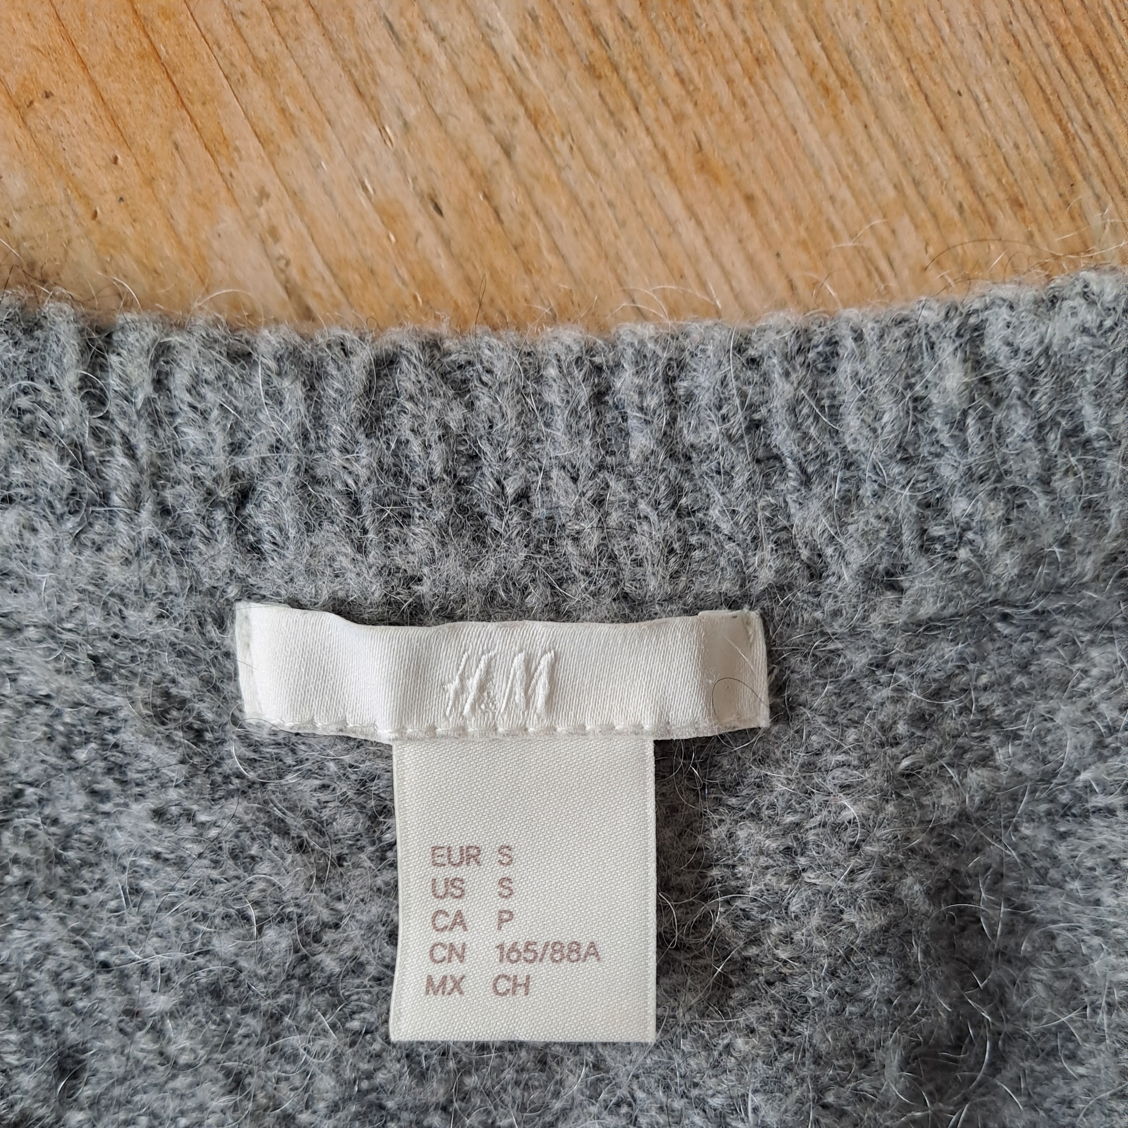 H&M
EUR S
US S
CA P
CN 165/88A
MX CH